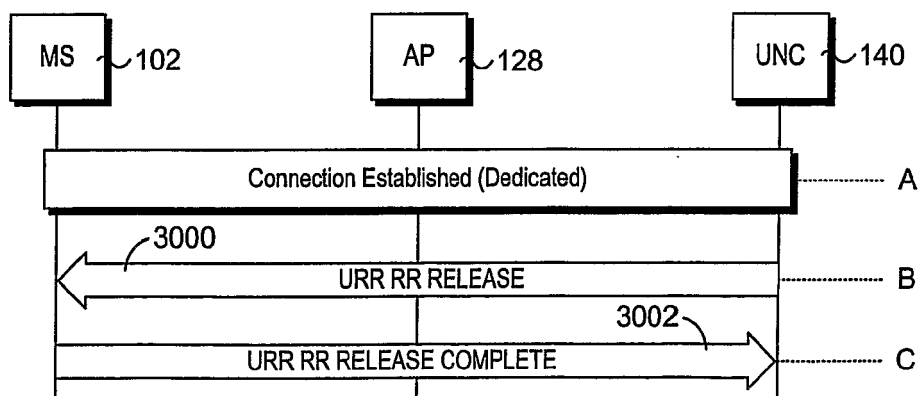 MS
102
AP
128
UNC
140
Connection Established (Dedicated)
A
3000
URR RR RELEASE
B
3002
URR RR RELEASE COMPLETE
C